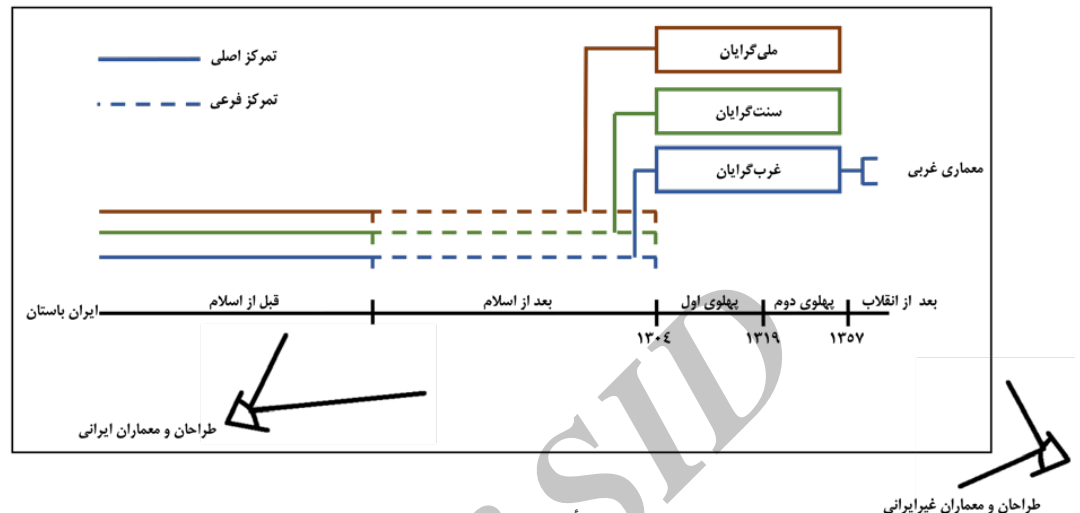 تمرکز اصلی
تمرکز فرعی
ملی‌گرایان
سنت‌گرایان
غرب‌گرایان
معماری غربی
ایران باستان
قبل از اسلام
بعد از اسلام
پهلوی اول
پهلوی دوم
بعد از انقلاب
۱۳۰٤
۱۳۱۹
۱۳۵۷
طراحان و معماران ایرانی
طراحان و معماران غیرایرانی
SID